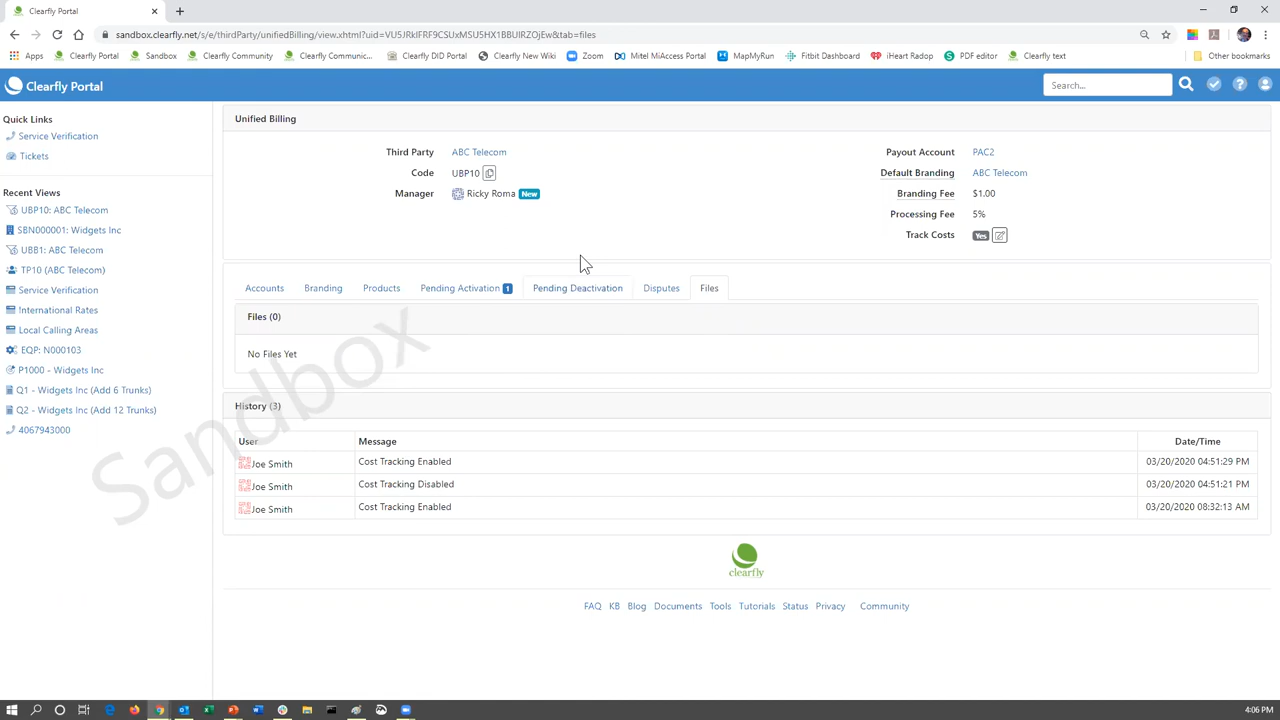 Clearfly Portal
sandbox.clearfly.net/s/e/thirdParty/unifiedBilling/view.xhtml?uid=VU5JRklFRF9CSUxMSU5HX1BBUlRZOjEw&tab=files
Apps Clearfly Portal Sandbox Clearfly Community Clearfly Communic... Clearfly DID Portal Clearfly New Wiki Zoom Mitel MiAccess Portal MapMyRun Fitbit Dashboard iHeart Radop PDF editor Clearfly text Other bookmarks
Clearfly Portal
Search...
Quick Links
Service Verification
Tickets
Recent Views
UBP10: ABC Telecom
SBN000001: Widgets Inc
UBB1: ABC Telecom
TP10 (ABC Telecom)
Service Verification
International Rates
Local Calling Areas
EQP: N000103
P1000 - Widgets Inc
Q1 - Widgets Inc (Add 6 Trunks)
Q2 - Widgets Inc (Add 12 Trunks)
4067943000
Unified Billing
Third Party ABC Telecom
Code UBP10
Manager Ricky Roma New
Payout Account PAC2
Default Branding ABC Telecom
Branding Fee $1.00
Processing Fee 5%
Track Costs Yes
Accounts Branding Products Pending Activation 1 Pending Deactivation Disputes Files
Files (0)
No Files Yet
History (3)
User Message Date/Time
Joe Smith Cost Tracking Enabled 03/20/2020 04:51:29 PM
Joe Smith Cost Tracking Disabled 03/20/2020 04:51:21 PM
Joe Smith Cost Tracking Enabled 03/20/2020 08:32:13 AM
Sandbox
clearfly
FAQ KB Blog Documents Tools Tutorials Status Privacy Community
4:06 PM